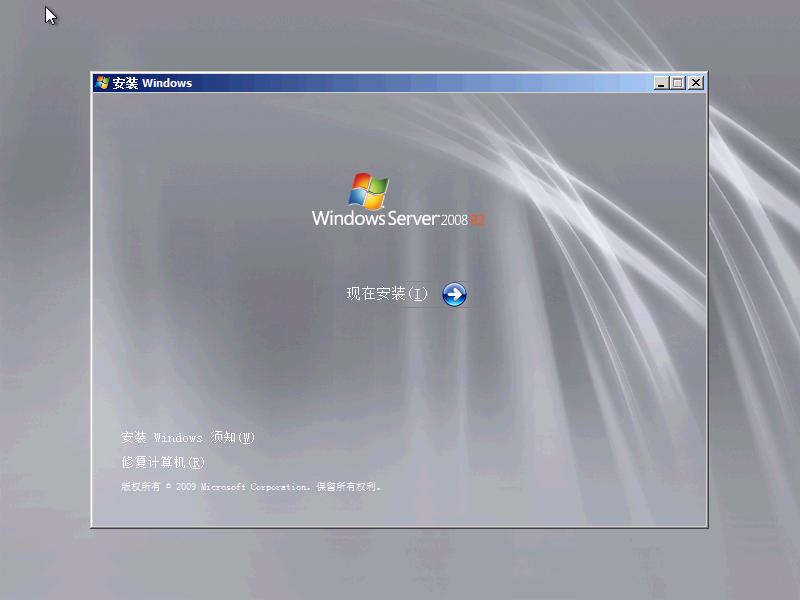 安装 Windows
Windows Server 2008 R2
现在安装(I)
安装 Windows 须知(W)
修复计算机(R)
版权所有 © 2009 Microsoft Corporation. 保留所有权利。